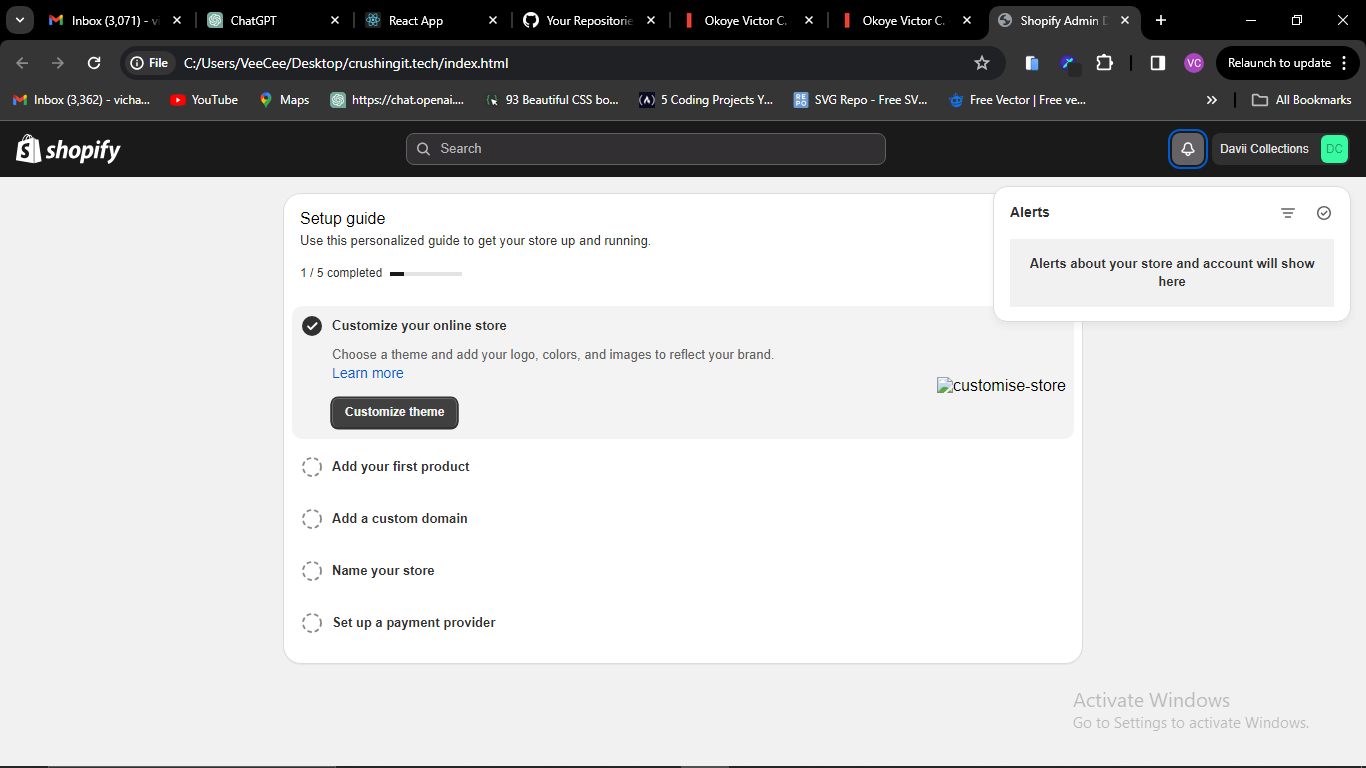 Inbox (3,071) - vi
ChatGPT
React App
Your Repositorie
Okoye Victor C.
Okoye Victor C.
Shopify Admin D
File
C:/Users/VeeCee/Desktop/crushingit.tech/index.html
VC
Relaunch to update
Inbox (3,362) - vicha...
YouTube
Maps
https://chat.openai....
93 Beautiful CSS bo...
5 Coding Projects Y...
RE
PO
SVG Repo - Free SV...
Free Vector | Free ve...
»
All Bookmarks
shopify
Search
Davii Collections
DC
Setup guide
Use this personalized guide to get your store up and running.
1 / 5 completed
Alerts
Alerts about your store and account will show
here
Customize your online store
Choose a theme and add your logo, colors, and images to reflect your brand.
Learn more
customise-store
Customize theme
Add your first product
Add a custom domain
Name your store
Set up a payment provider
Activate Windows
Go to Settings to activate Windows.